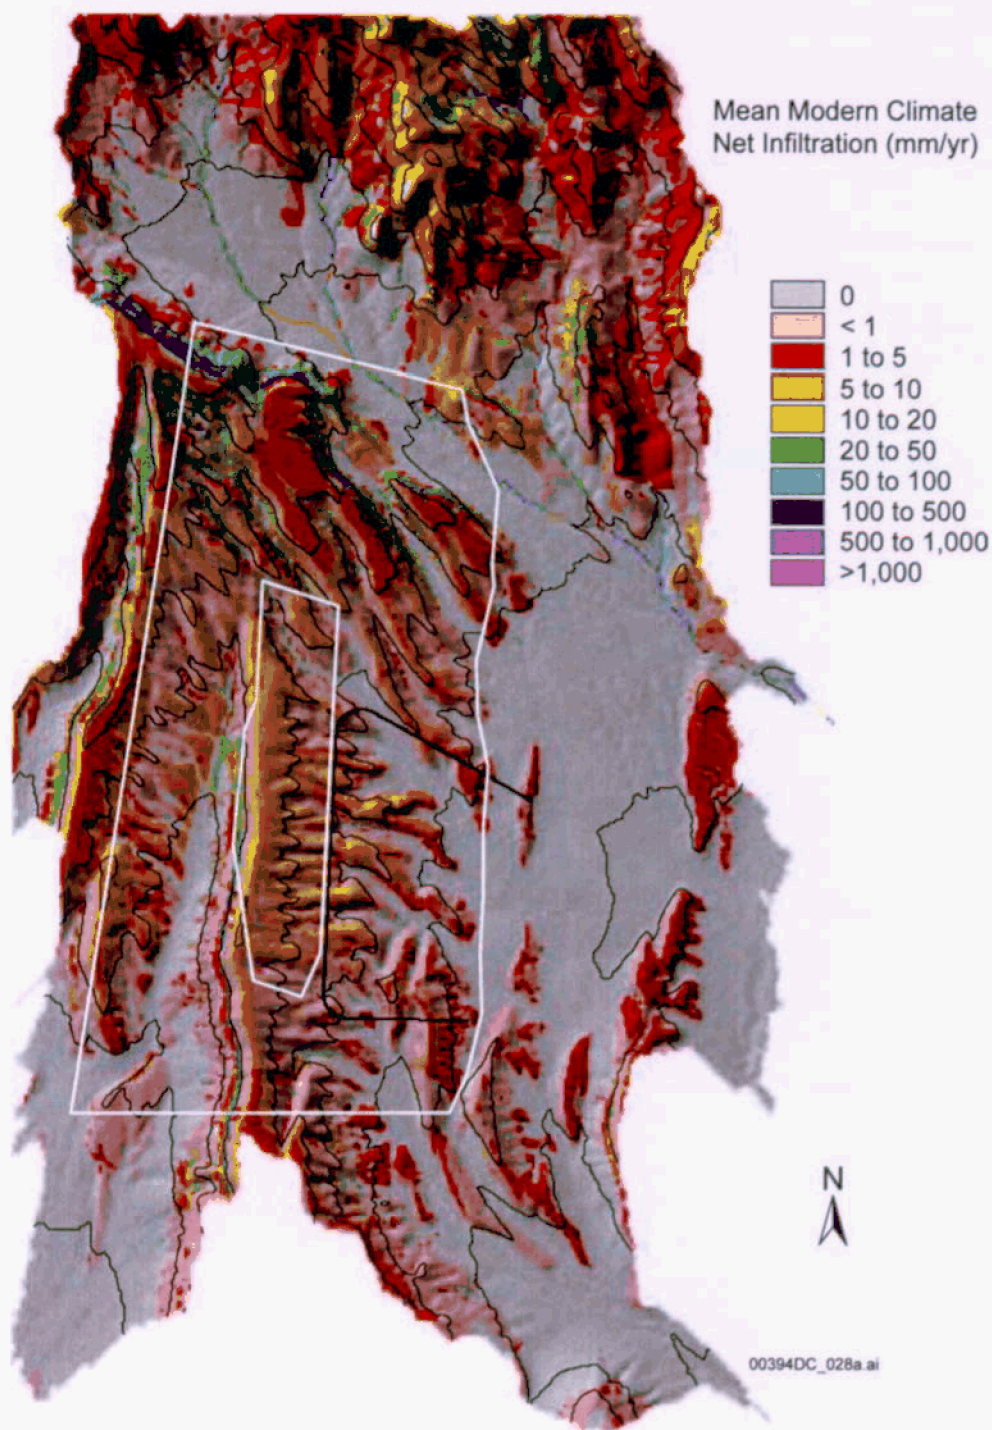 Mean Modern Climate
Net Infiltration (mm/yr)
0
< 1
1 to 5
5 to 10
10 to 20
20 to 50
50 to 100
100 to 500
500 to 1,000
>1,000
N
00394DC_028a.ai